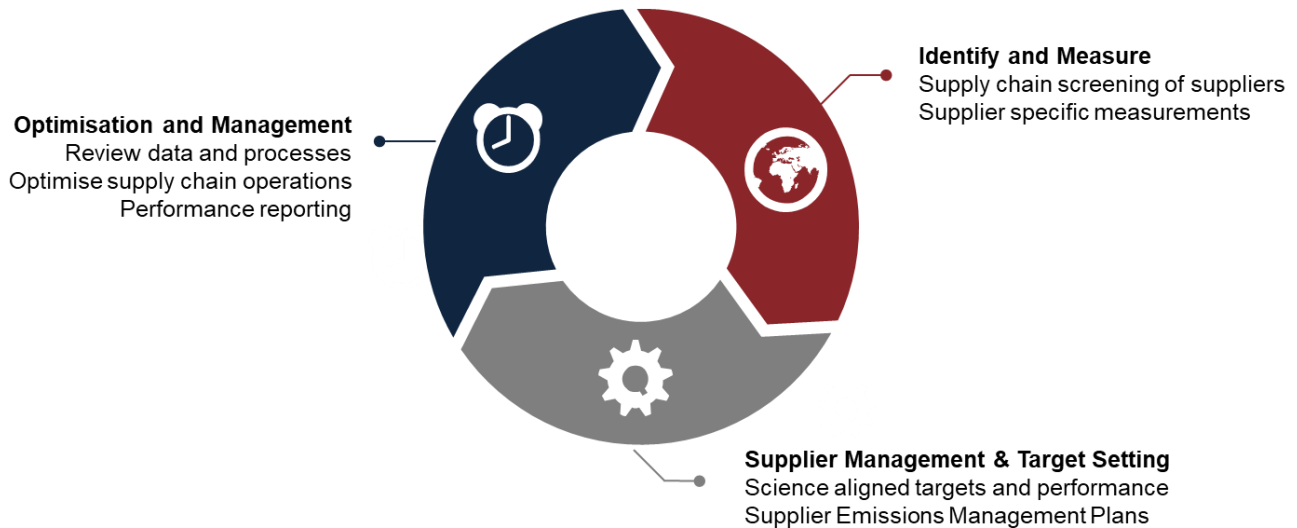 Identify and Measure
Supply chain screening of suppliers
Supplier specific measurements
Optimisation and Management
Review data and processes
Optimise supply chain operations
Performance reporting
Supplier Management & Target Setting
Science aligned targets and performance
Supplier Emissions Management Plans